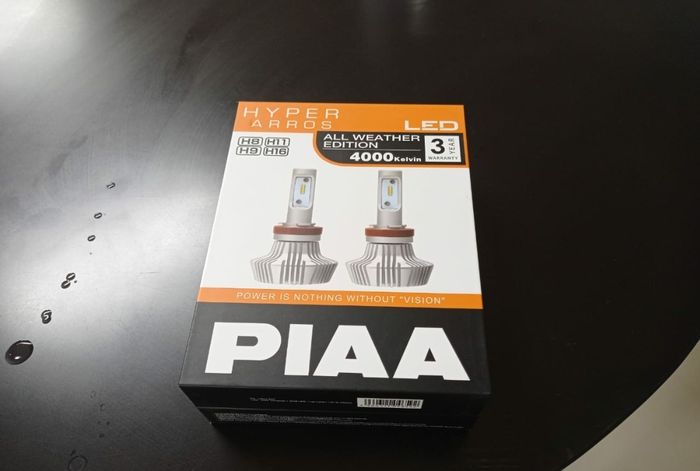 HYPER
ARROS
LED
H8 H11
H9 H16
ALL WEATHER
EDITION
4000Kelvin
3 YEAR
WARRANTY
POWER IS NOTHING WITHOUT "VISION"
PIAA